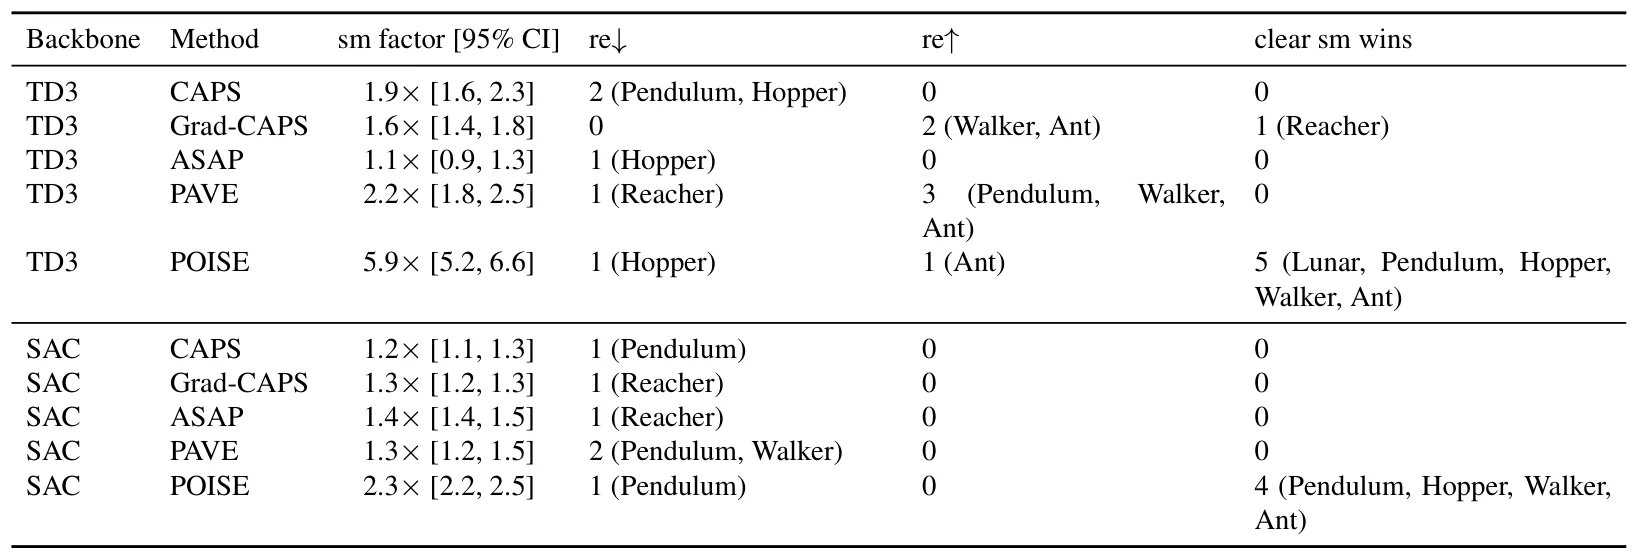 Backbone Method sm factor [95% CI] re↓ re↑ clear sm wins
TD3 CAPS 1.9× [1.6, 2.3] 2 (Pendulum, Hopper) 0 0
TD3 Grad-CAPS 1.6× [1.4, 1.8] 0 2 (Walker, Ant) 1 (Reacher)
TD3 ASAP 1.1× [0.9, 1.3] 1 (Hopper) 0 0
TD3 PAVE 2.2× [1.8, 2.5] 1 (Reacher) 3 (Pendulum, Walker, 0
Ant)
TD3 POISE 5.9× [5.2, 6.6] 1 (Hopper) 1 (Ant) 5 (Lunar, Pendulum, Hopper,
Walker, Ant)
SAC CAPS 1.2× [1.1, 1.3] 1 (Pendulum) 0 0
SAC Grad-CAPS 1.3× [1.2, 1.3] 1 (Reacher) 0 0
SAC ASAP 1.4× [1.4, 1.5] 1 (Reacher) 0 0
SAC PAVE 1.3× [1.2, 1.5] 2 (Pendulum, Walker) 0 0
SAC POISE 2.3× [2.2, 2.5] 1 (Pendulum) 0 4 (Pendulum, Hopper, Walker,
Ant)